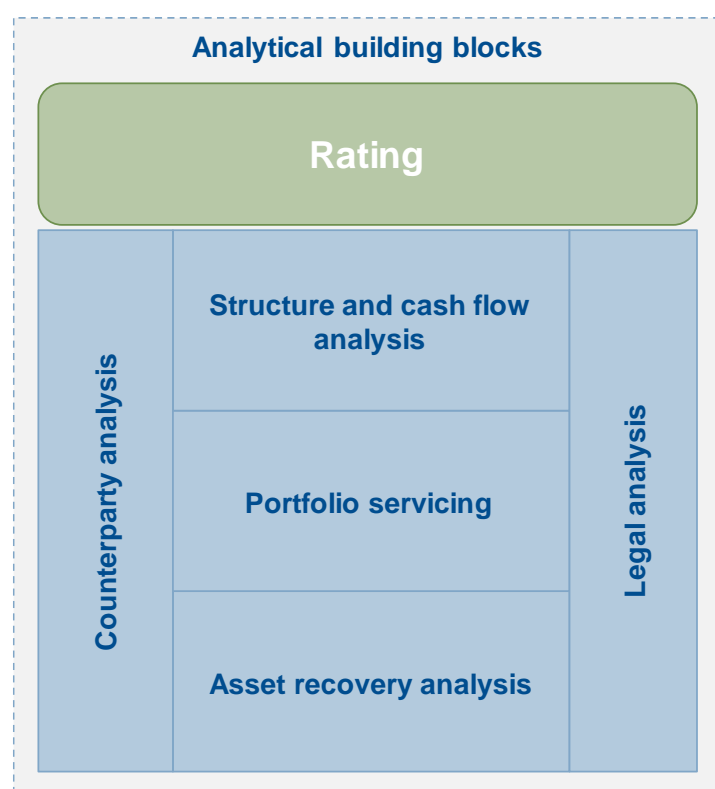 Analytical building blocks
Rating
Counterparty analysis
Structure and cash flow
analysis
Portfolio servicing
Asset recovery analysis
Legal analysis